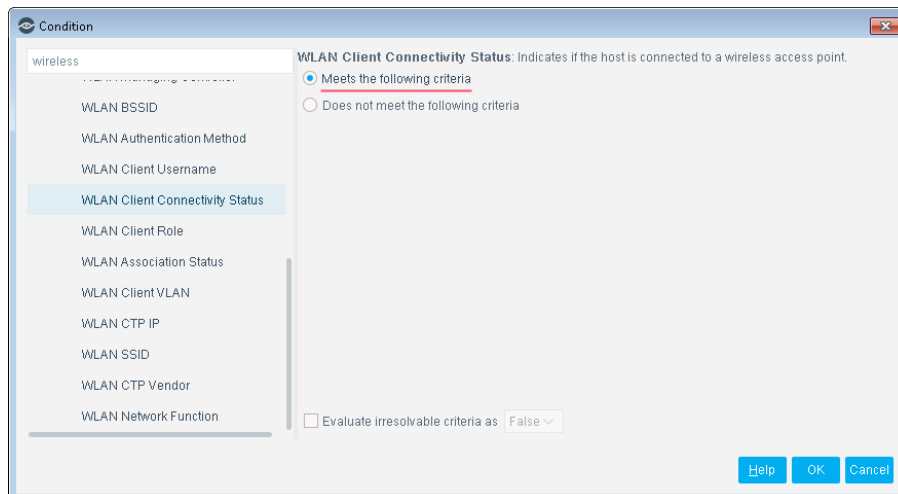 Condition
wireless
WLAN Client Connectivity Status: Indicates if the host is connected to a wireless access point.
Meets the following criteria
Does not meet the following criteria
WLAN Managing Controller
WLAN BSSID
WLAN Authentication Method
WLAN Client Username
WLAN Client Connectivity Status
WLAN Client Role
WLAN Association Status
WLAN Client VLAN
WLAN CTP IP
WLAN SSID
WLAN CTP Vendor
WLAN Network Function
Evaluate irresolvable criteria as False
Help OK Cancel